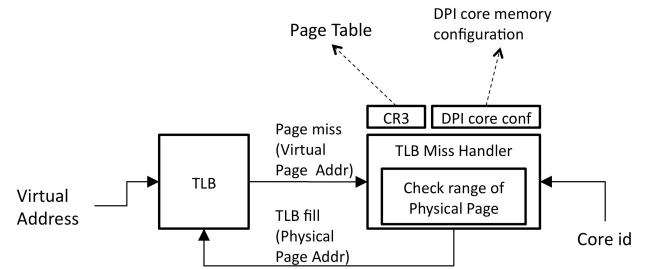 DPI core memory
configuration
Page Table
CR3
DPI core conf
Page miss
(Virtual
Page Addr)
TLB Miss Handler
TLB
Check range of
Physical Page
Virtual
Address
TLB fill
(Physical
Page Addr)
Core id